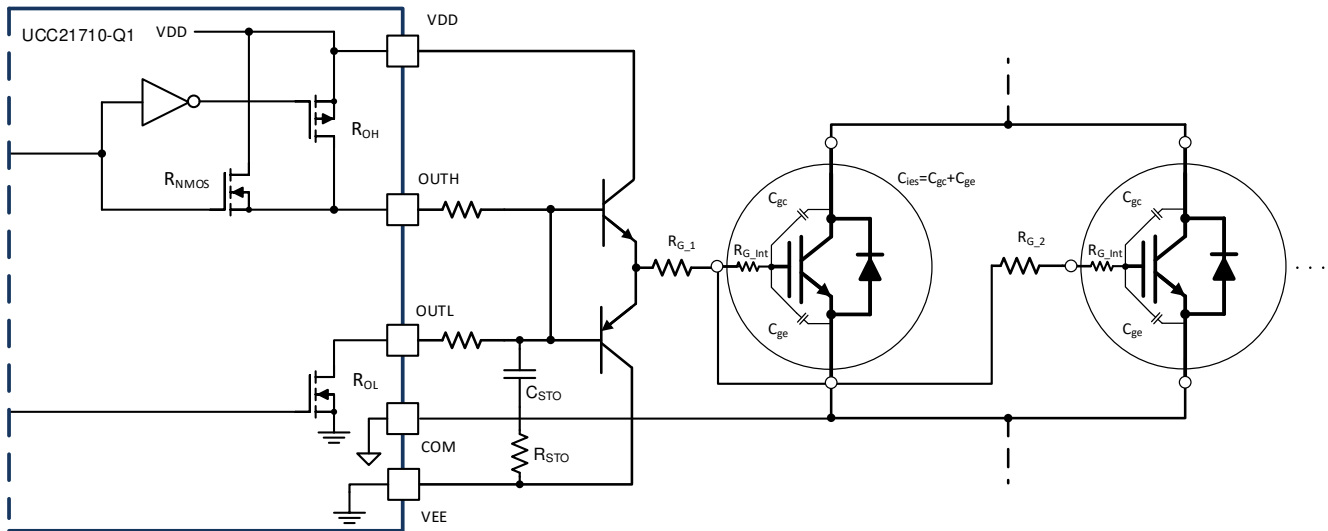 UCC21710-Q1
VDD
VDD
R_OH
R_NMOS
OUTH
OUTL
R_OL
C_STO
R_STO
COM
VEE
R_G_1
C_ies=C_gc+C_ge
C_gc
R_G_Int
C_ge
R_G_2
C_gc
R_G_Int
C_ge
. . .